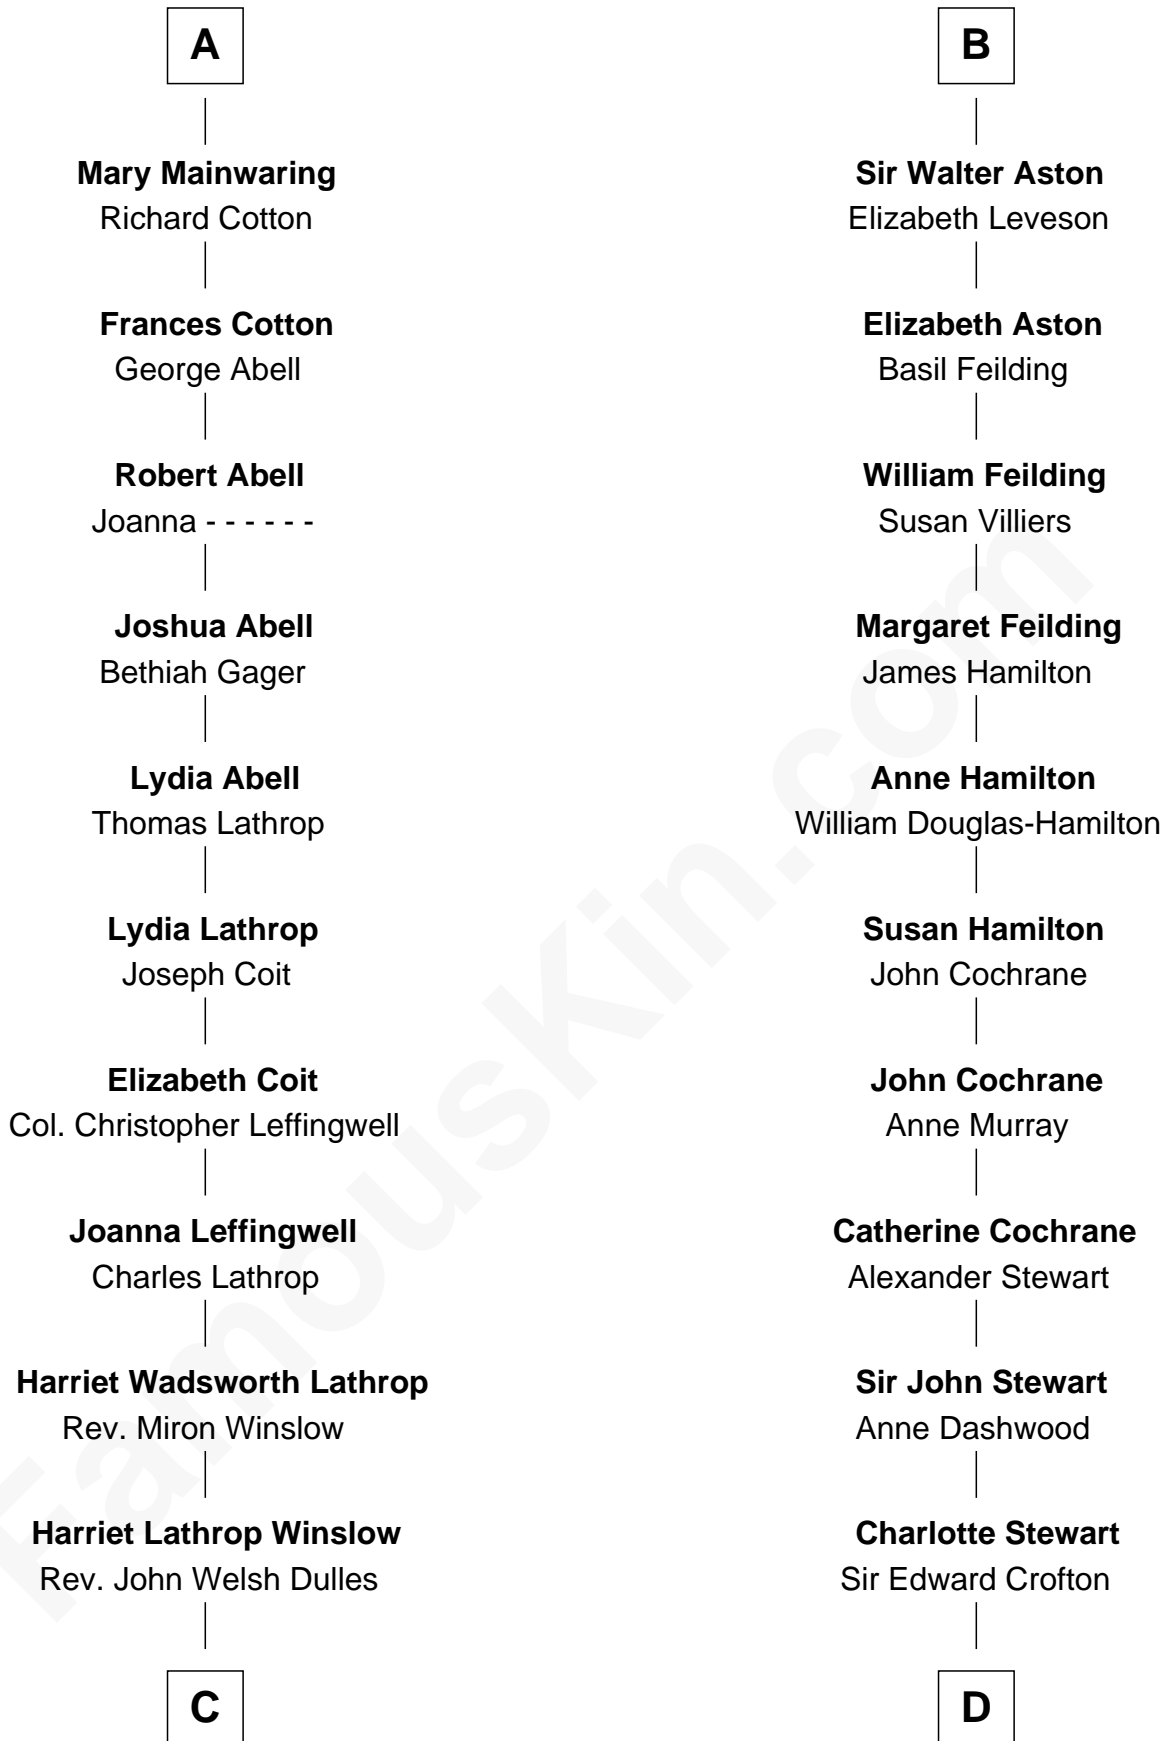 A
Mary Mainwaring
Richard Cotton
Frances Cotton
George Abell
Robert Abell
Joanna - - - - - -
Joshua Abell
Bethiah Gager
Lydia Abell
Thomas Lathrop
Lydia Lathrop
Joseph Coit
Elizabeth Coit
Col. Christopher Leffingwell
Joanna Leffingwell
Charles Lathrop
Harriet Wadsworth Lathrop
Rev. Miron Winslow
Harriet Lathrop Winslow
Rev. John Welsh Dulles
C
B
Sir Walter Aston
Elizabeth Leveson
Elizabeth Aston
Basil Feilding
William Feilding
Susan Villiers
Margaret Feilding
James Hamilton
Anne Hamilton
William Douglas-Hamilton
Susan Hamilton
John Cochrane
John Cochrane
Anne Murray
Catherine Cochrane
Alexander Stewart
Sir John Stewart
Anne Dashwood
Charlotte Stewart
Sir Edward Crofton
D
FamousKin.com